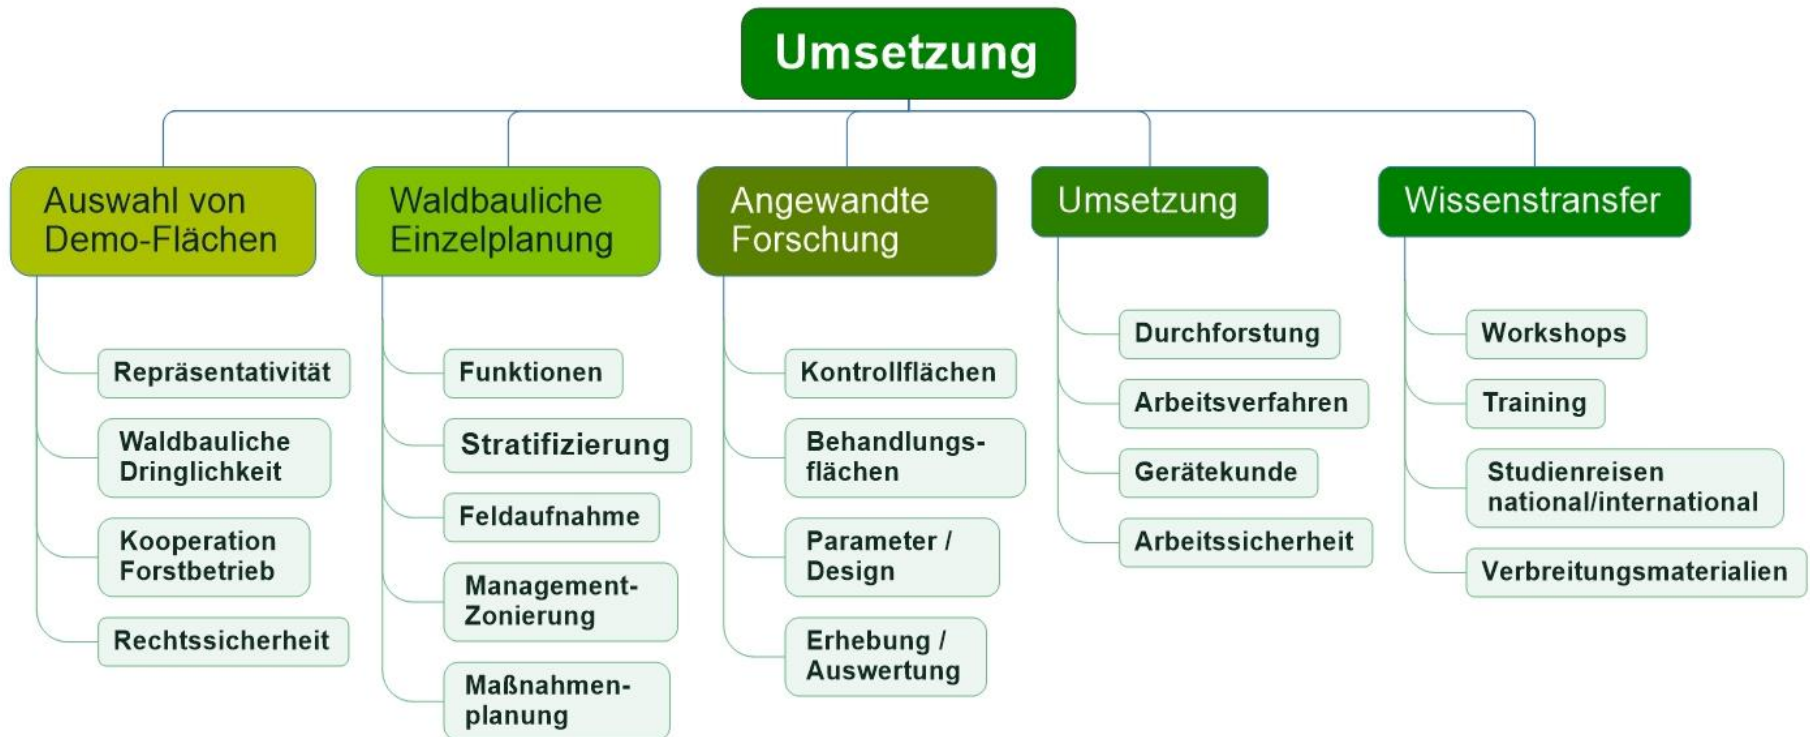 Umsetzung
Auswahl von
Demo-Flächen
Repräsentativität
Waldbauliche
Dringlichkeit
Kooperation
Forstbetrieb
Rechtssicherheit
Waldbauliche
Einzelplanung
Funktionen
Stratifizierung
Feldaufnahme
Management-
Zonierung
Maßnahmen-
planung
Angewandte
Forschung
Kontrollflächen
Behandlungs-
flächen
Parameter /
Design
Erhebung /
Auswertung
Umsetzung
Durchforstung
Arbeitsverfahren
Gerätekunde
Arbeitssicherheit
Wissenstransfer
Workshops
Training
Studienreisen
national/international
Verbreitungsmaterialien